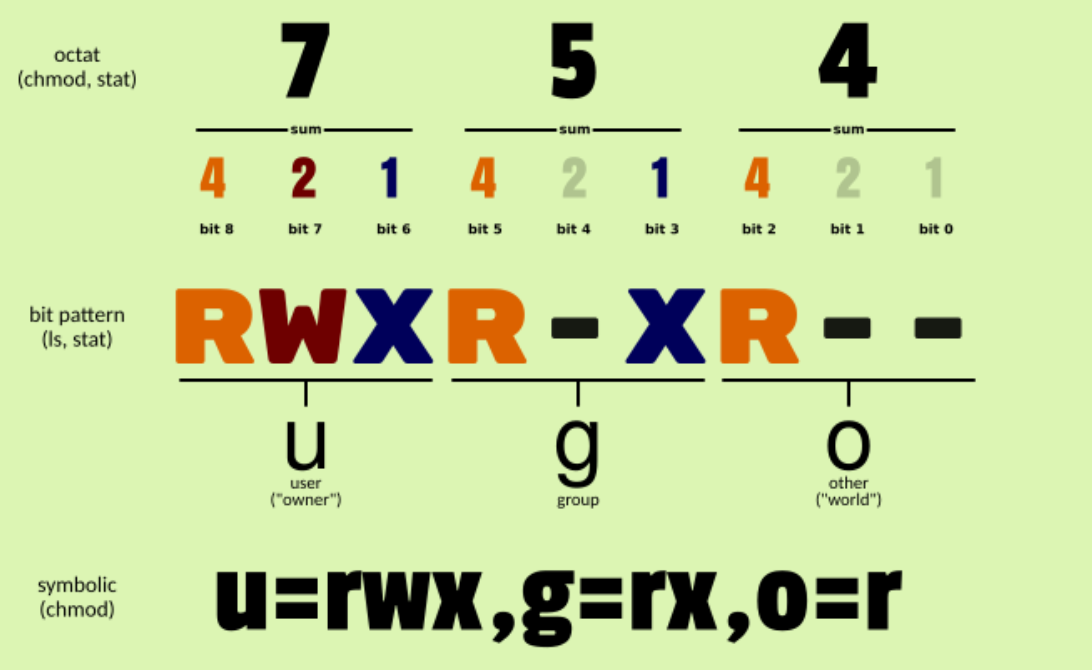 octat
(chmod, stat)
7 5 4
sum sum sum
4 2 1 4 2 1 4 2 1
bit 8 bit 7 bit 6 bit 5 bit 4 bit 3 bit 2 bit 1 bit 0
bit pattern
(ls, stat)
RWXR-XR--
u g o
user group other
("owner") ("world")
symbolic
(chmod)
u=rwx,g=rx,o=r